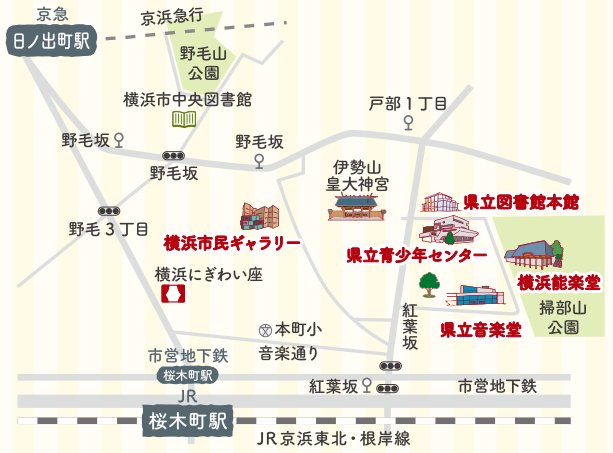 京急
日ノ出町駅
京浜急行
野毛山
公園
横浜市中央図書館
戸部1丁目
野毛坂
野毛坂
野毛坂
伊勢山
皇大神宮
県立図書館本館
野毛3丁目
横浜市民ギャラリー
県立青少年センター
横浜能楽堂
横浜にぎわい座
掃部山
公園
紅葉坂
県立音楽堂
文
本町小
音楽通り
市営地下鉄
桜木町駅
紅葉坂
市営地下鉄
JR
桜木町駅
JR京浜東北・根岸線